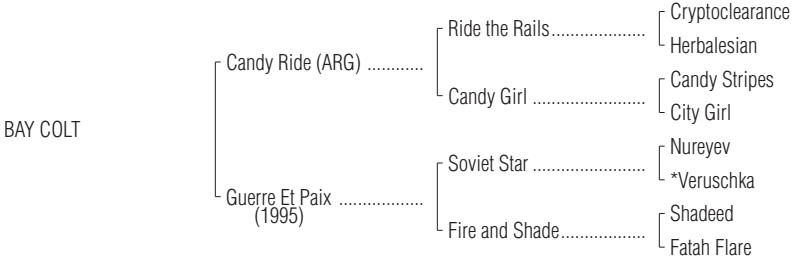 Cryptoclearance
Ride the Rails.....................
Herbalesian
Candy Ride (ARG) ............
Candy Stripes
Candy Girl .........................
City Girl
BAY COLT
Nureyev
Soviet Star .........................
*Veruschka
Guerre Et Paix ..................
(1995)
Shadeed
Fire and Shade...................
Fatah Flare